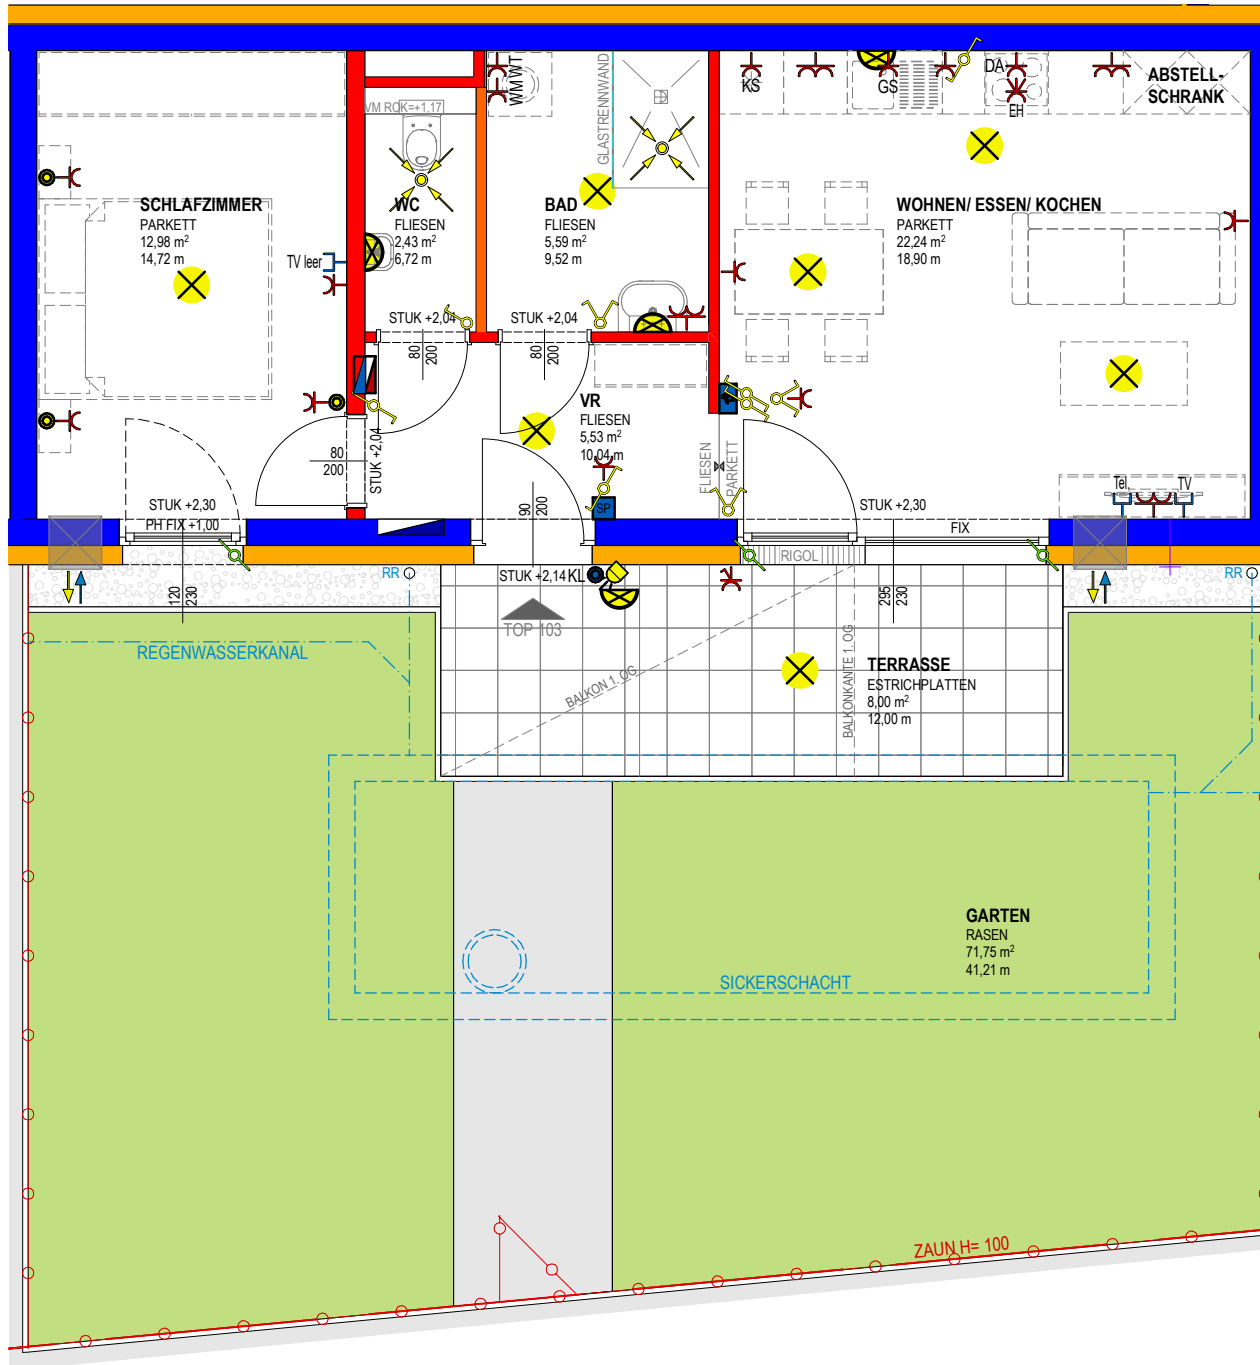 KS
GS
DA
EH
ABSTELL-
SCHRANK
WMWT
GLASTRENNWAND
VM ROK=+1,17
SCHLAFZIMMER
PARKETT
12,98 m²
14,72 m
WC
FLIESEN
2,43 m²
6,72 m
BAD
FLIESEN
5,59 m²
9,52 m
WOHNEN/ ESSEN/ KOCHEN
PARKETT
22,24 m²
18,90 m
TV leer
STUK +2,04
80
200
STUK +2,04
80
200
VR
FLIESEN
5,53 m²
10,04 m
80
200
STUK +2,04
FLIESEN
PARKETT
Tel.
TV
STUK +2,30
PH FIX +1,00
90
200
SP
STUK +2,30
FIX
RIGOL
RR
STUK +2,14
KL
RR
120
230
295
230
TOP 103
REGENWASSERKANAL
BALKON 1. OG
BALKONKANTE 1. OG
TERRASSE
ESTRICHPLATTEN
8,00 m²
12,00 m
GARTEN
RASEN
71,75 m²
41,21 m
SICKERSCHACHT
ZAUN H= 100